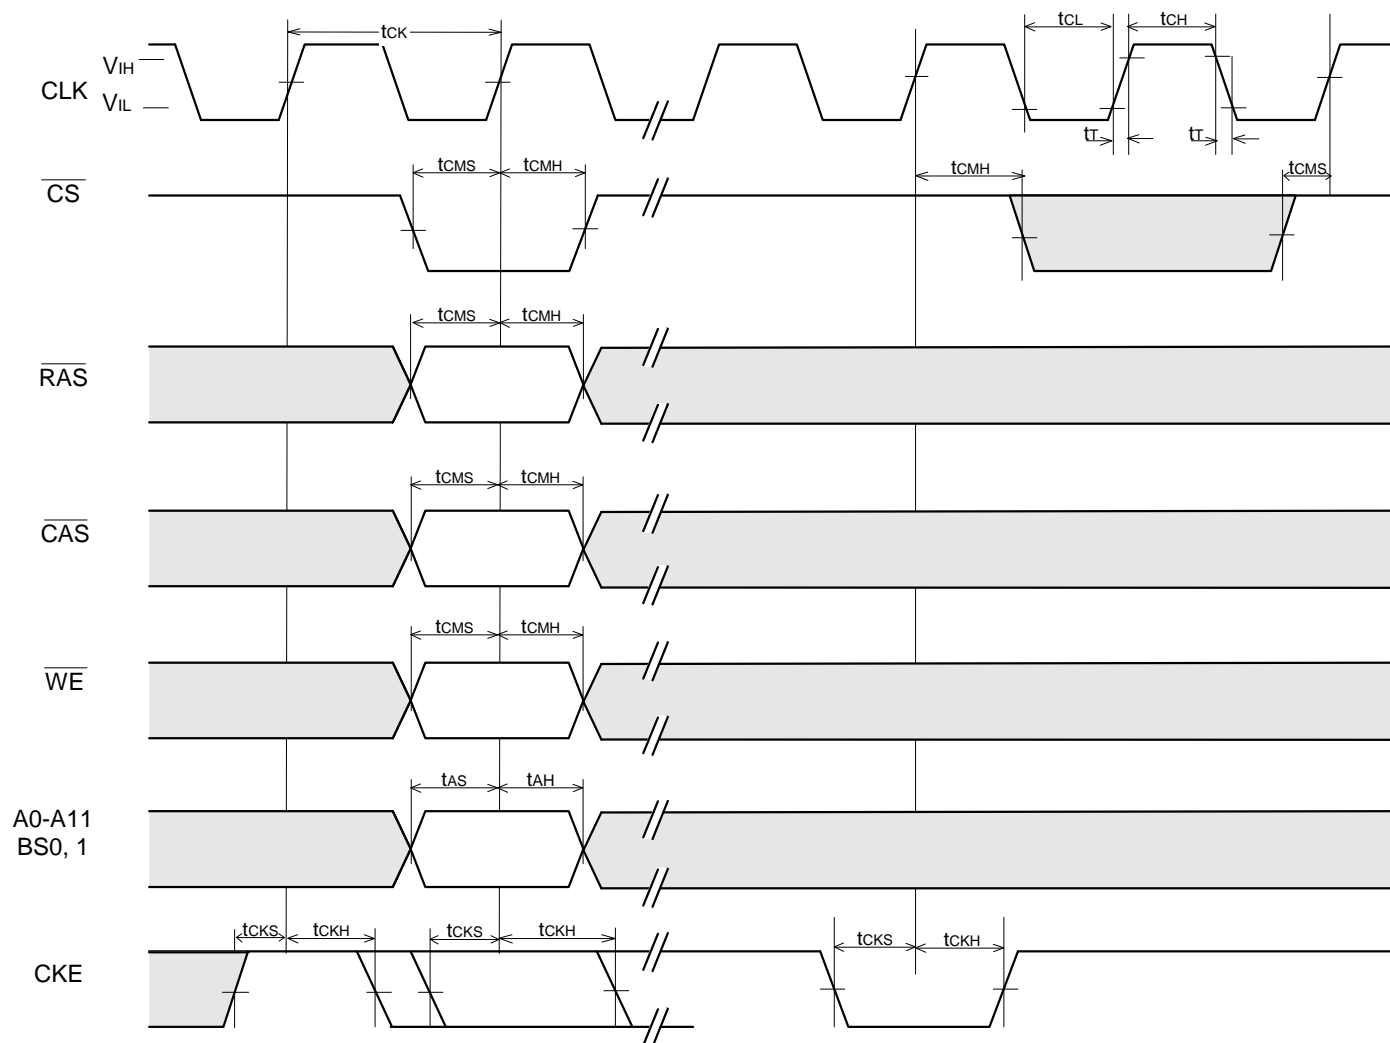 tCK
tCL
tCH
VIH
CLK
VIL
tT
tT
tCMS
tCMH
tCMH
tCMS
CS
tCMS
tCMH
RAS
tCMS
tCMH
CAS
tCMS
tCMH
WE
tAS
tAH
A0-A11
BS0, 1
tCKS
tCKH
tCKS
tCKH
tCKS
tCKH
CKE